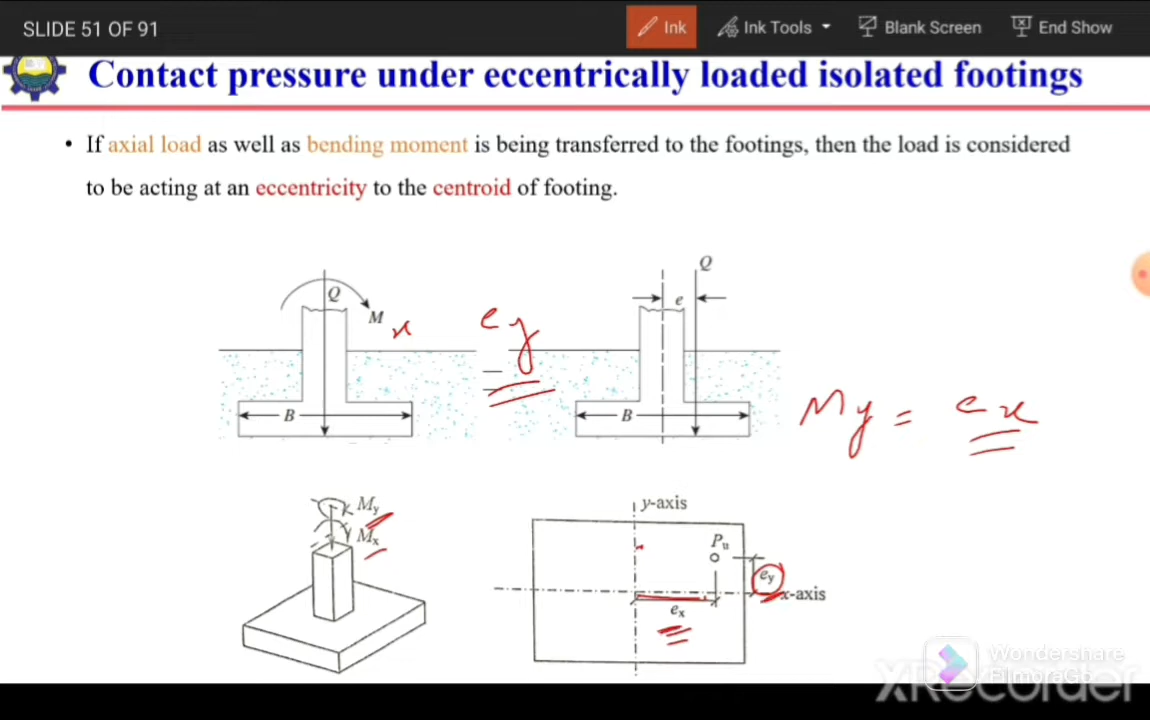 SLIDE 51 OF 91
Ink
Ink Tools
Blank Screen
End Show
Contact pressure under eccentrically loaded isolated footings
• If axial load as well as bending moment is being transferred to the footings, then the load is considered
to be acting at an eccentricity to the centroid of footing.
Q
M x
B
ey
Q
e
B
My = ex
My
Mx
y-axis
Pu
ey
x-axis
ex
Wondershare
FilmoraGo
XRecorder